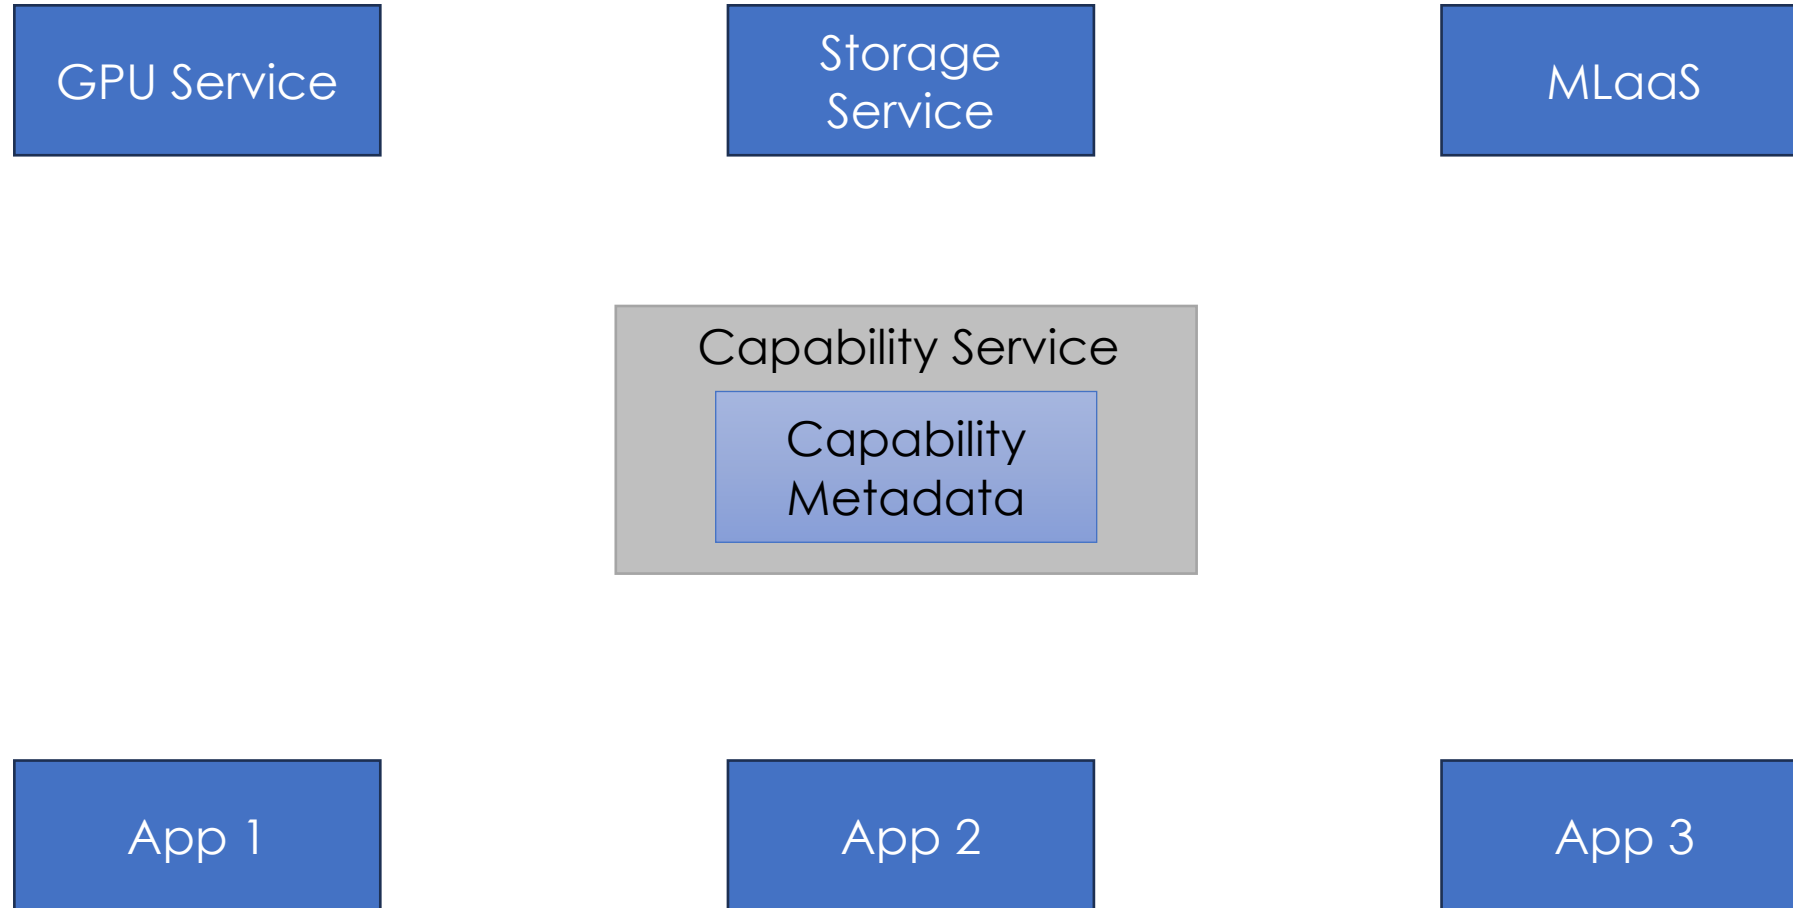 GPU Service
Storage
Service
MLaaS
Capability Service
Capability
Metadata
App 1
App 2
App 3